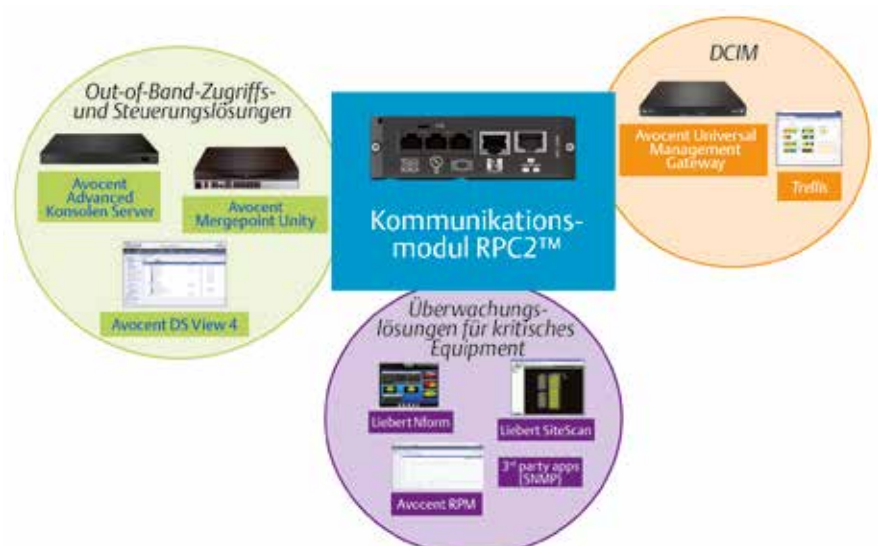 Out-of-Band-Zugriffs-
und Steuerungslösungen
Avocent
Advanced
Konsolen Server
Avocent
Mergepoint Unity
Avocent DS View 4
Kommunikations-
modul RPC2™
DCIM
Avocent Universal
Management
Gateway
Trellis
Überwachungs-
lösungen für kritisches
Equipment
Liebert Nform
Liebert SiteScan
Avocent RPM
3rd party apps
(SNMP)